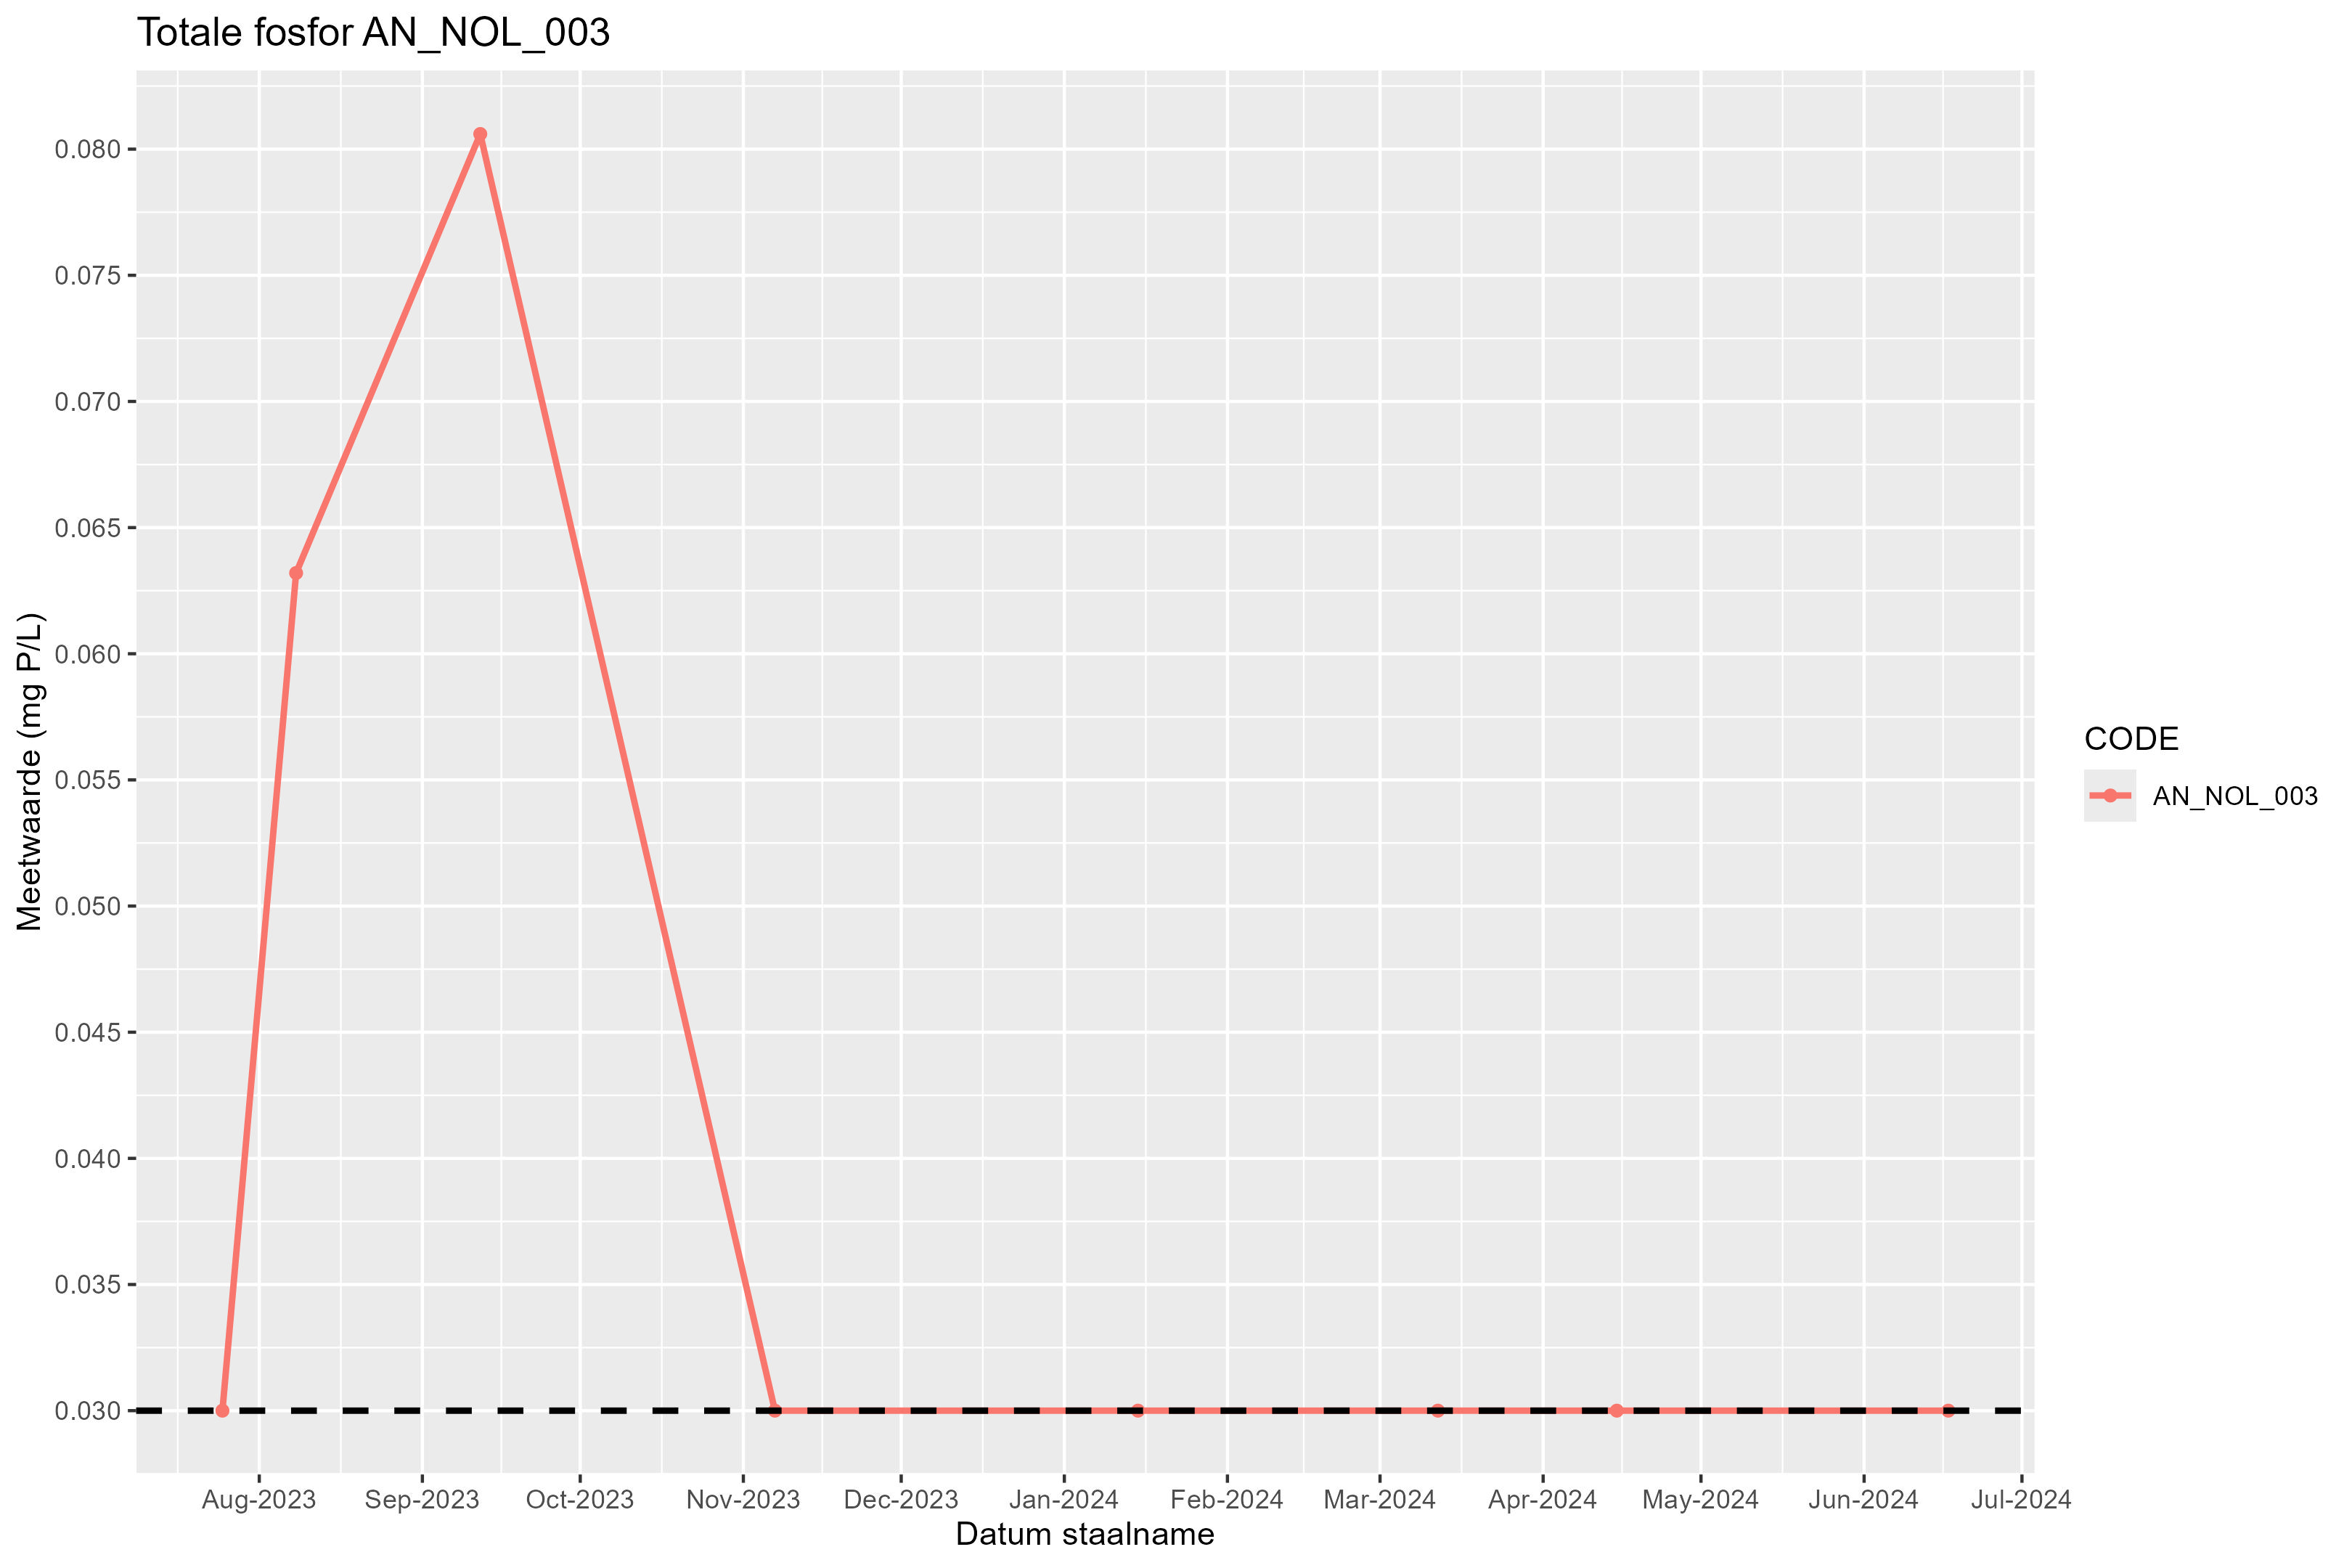 Totale fosfor AN_NOL_003
Meetwaarde (mg P/L)
0.080
0.075
0.070
0.065
0.060
0.055
0.050
0.045
0.040
0.035
0.030
Aug-2023 Sep-2023 Oct-2023 Nov-2023 Dec-2023 Jan-2024 Feb-2024 Mar-2024 Apr-2024 May-2024 Jun-2024 Jul-2024
Datum staalname
CODE
AN_NOL_003